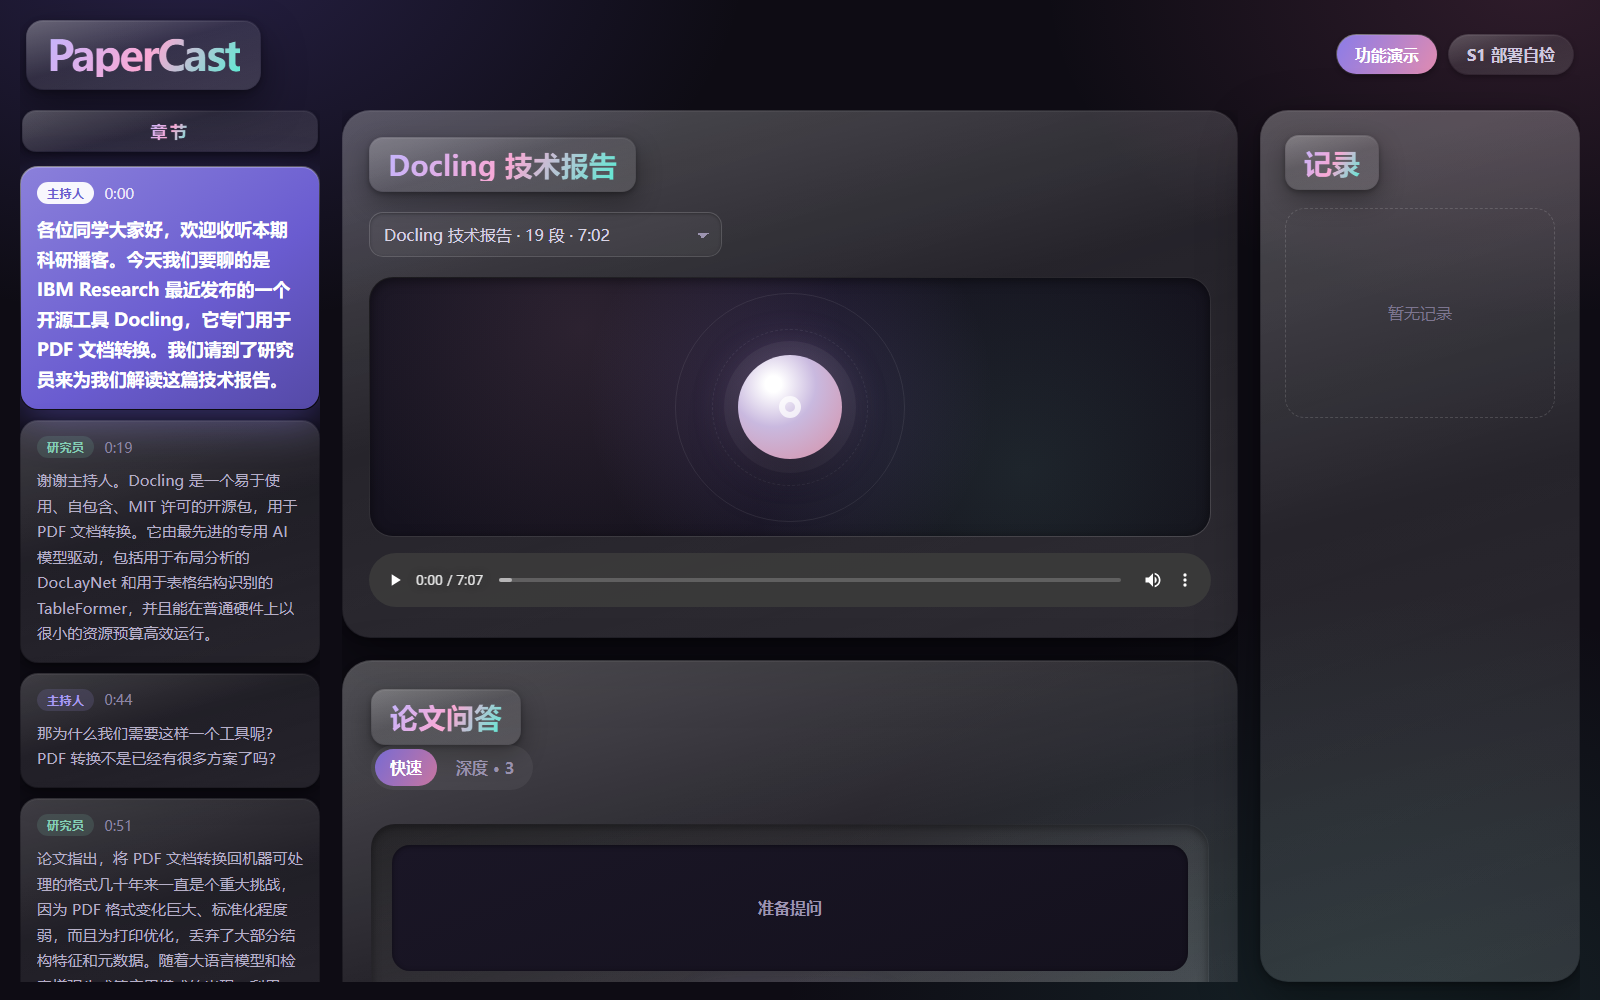 PaperCast
功能演示
S1 部署自检
章节
主持人 0:00
各位同学大家好，欢迎收听本期
科研播客。今天我们要聊的是
IBM Research 最近发布的一个
开源工具 Docling，它专门用于
PDF 文档转换。我们请到了研究
员来为我们解读这篇技术报告。
研究员 0:19
谢谢主持人。Docling 是一个易于使
用、自包含、MIT 许可的开源包，用于
PDF 文档转换。它由最先进的专用 AI
模型驱动，包括用于布局分析的
DocLayNet 和用于表格结构识别的
TableFormer，并且能在普通硬件上以
很小的资源预算高效运行。
主持人 0:44
那为什么我们需要这样一个工具呢？
PDF 转换不是已经有很多方案了吗？
研究员 0:51
论文指出，将 PDF 文档转换回机器可处
理的格式几十年来一直是个重大挑战，
因为 PDF 格式变化巨大、标准化程度
弱，而且为打印优化，丢弃了大部分结
构特征和元数据。随着大语言模型和检
Docling 技术报告
Docling 技术报告 · 19 段 · 7:02
0:00 / 7:07
论文问答
快速
深度 • 3
准备提问
记录
暂无记录